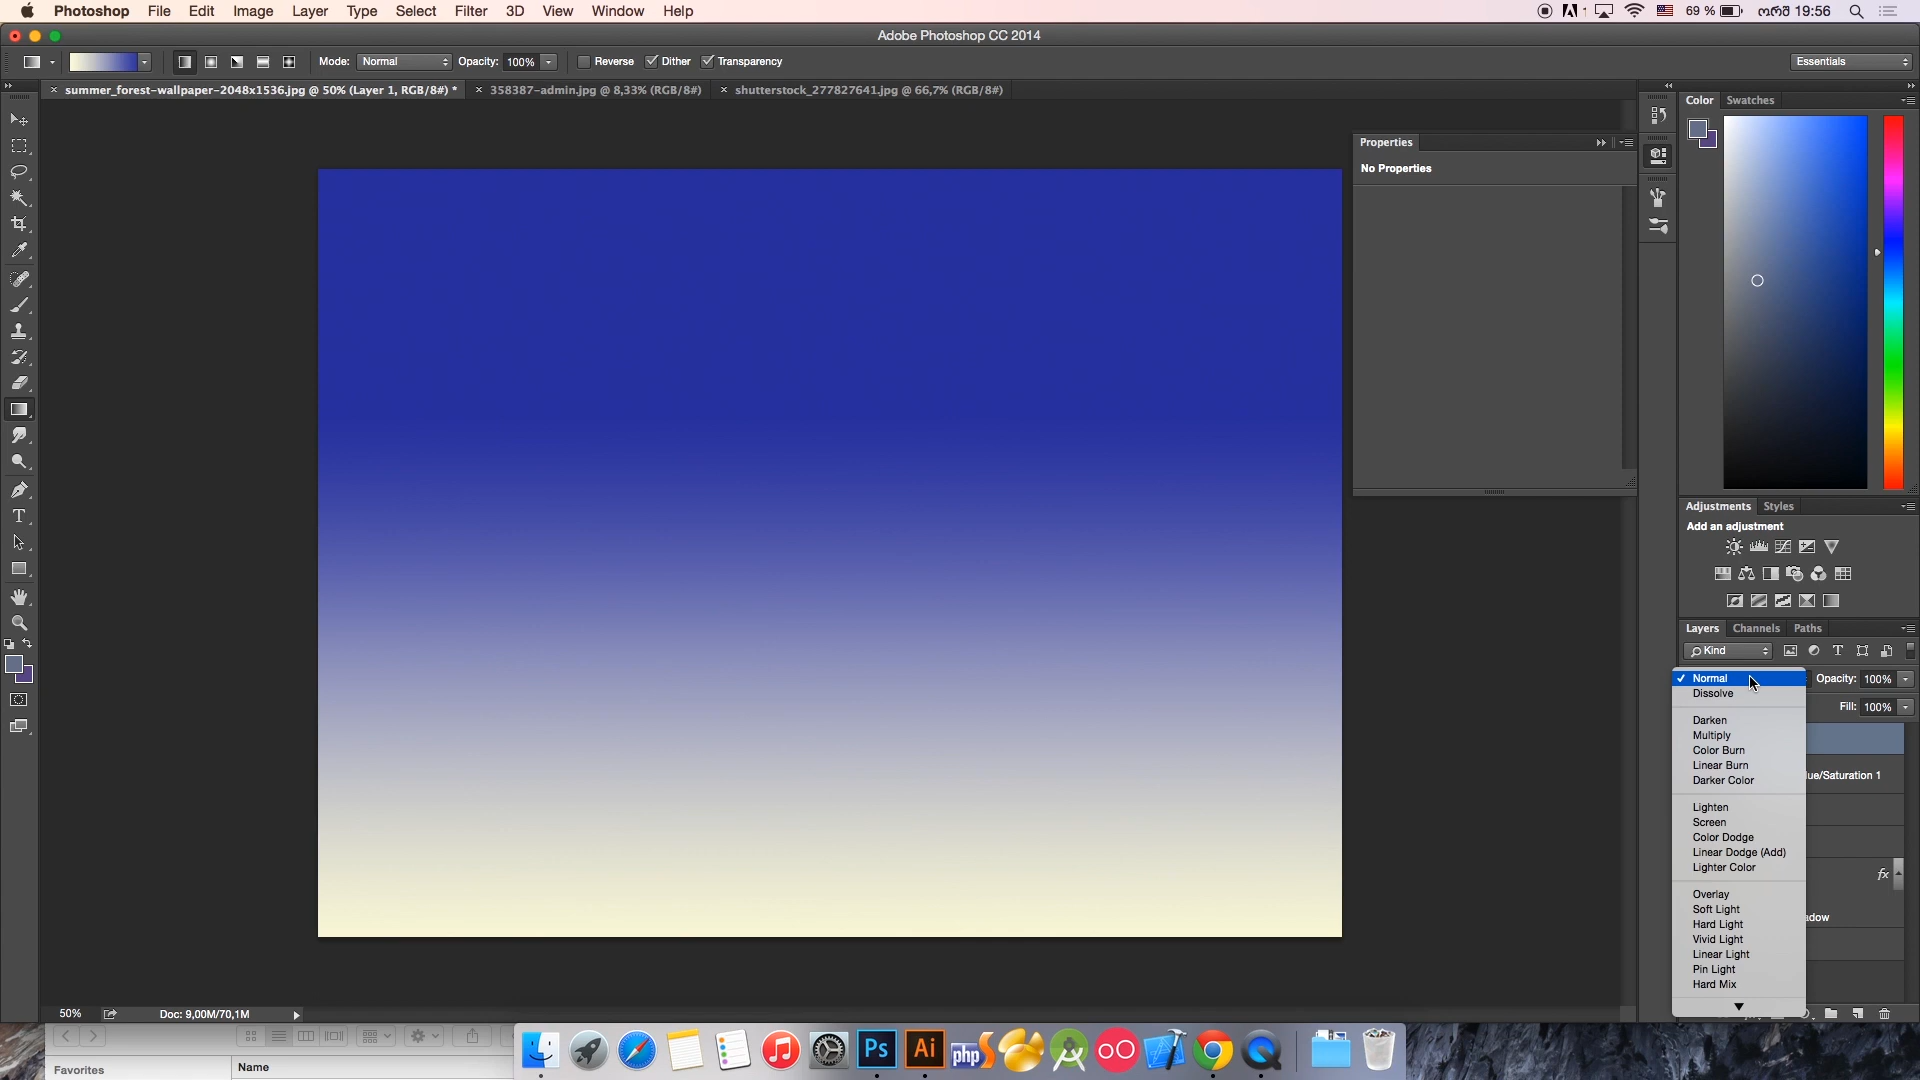 Photoshop File Edit Image Layer Type Select Filter 3D View Window Help 69 % ორშ 19:56
Adobe Photoshop CC 2014
Mode: Normal Opacity: 100% Reverse Dither Transparency Essentials
summer_forest-wallpaper-2048x1536.jpg @ 50% (Layer 1, RGB/8#) * 358387-admin.jpg @ 8,33% (RGB/8#) shutterstock_277827641.jpg @ 66,7% (RGB/8#)
Color Swatches
Properties
No Properties
Adjustments Styles
Add an adjustment
Layers Channels Paths
Kind
Normal Opacity: 100%
Dissolve
Fill: 100%
Darken
Multiply
Color Burn
Linear Burn
Darker Color
ue/Saturation 1
Lighten
Screen
Color Dodge
Linear Dodge (Add)
Lighter Color
fx
Overlay
Soft Light
adow
Hard Light
Vivid Light
Linear Light
Pin Light
Hard Mix
50% Doc: 9,00M/70,1M
Ps Ai php
Favorites Name